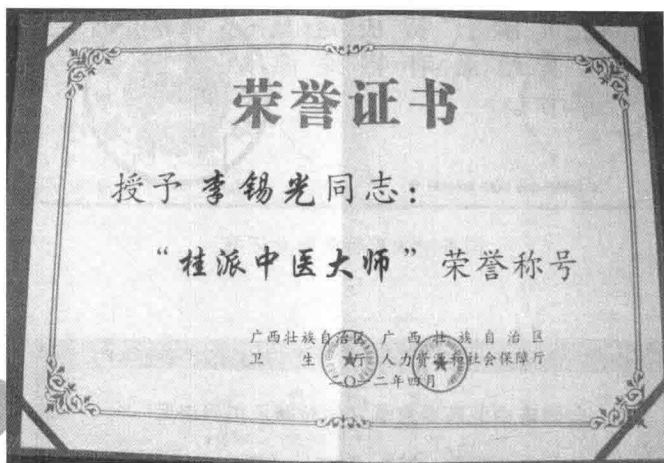 荣誉证书
授予李锡光同志：
“桂派中医大师”荣誉称号
广西壮族自治区 广西壮族自治区
卫生厅 人力资源和社会保障厅
二〇一二年四月